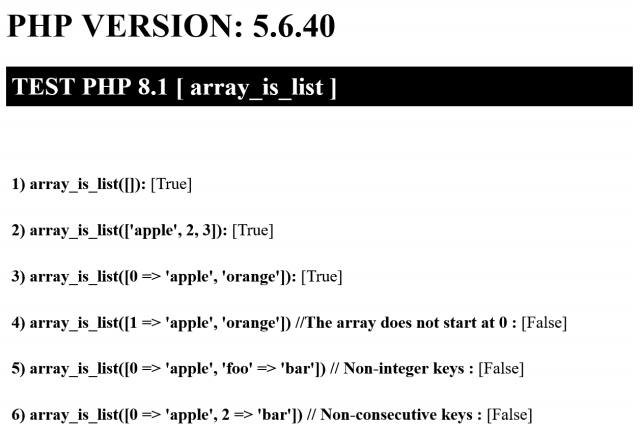 PHP VERSION: 5.6.40
TEST PHP 8.1 [ array_is_list ]
1) array_is_list([]): [True]
2) array_is_list(['apple', 2, 3]): [True]
3) array_is_list([0 => 'apple', 'orange']): [True]
4) array_is_list([1 => 'apple', 'orange']) //The array does not start at 0 : [False]
5) array_is_list([0 => 'apple', 'foo' => 'bar']) // Non-integer keys : [False]
6) array_is_list([0 => 'apple', 2 => 'bar']) // Non-consecutive keys : [False]